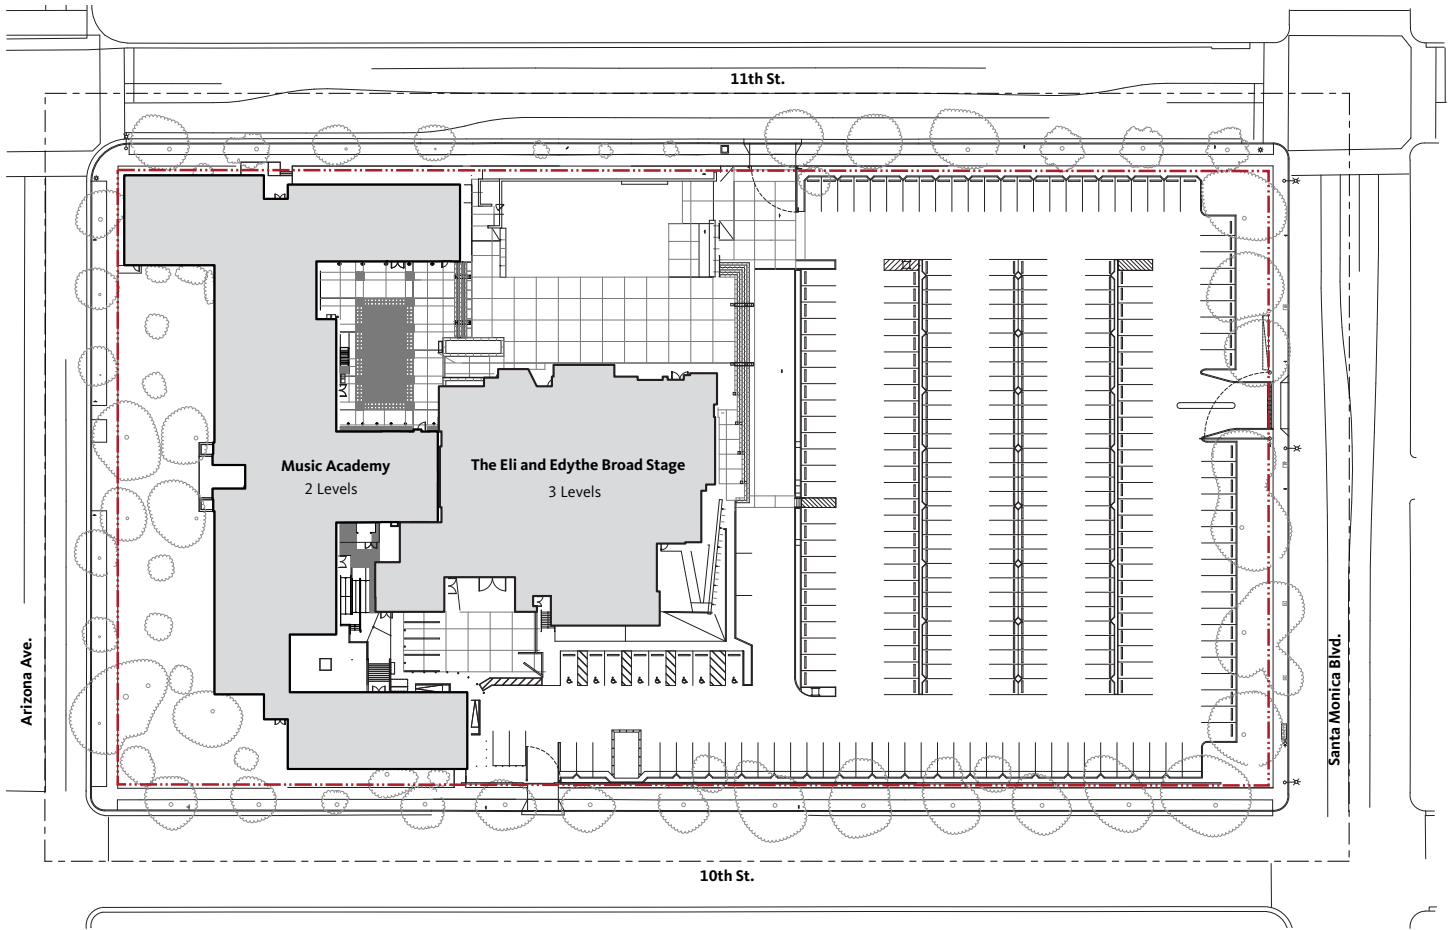 11th St.
Music Academy
2 Levels
The Eli and Edythe Broad Stage
3 Levels
Arizona Ave.
Santa Monica Blvd.
10th St.